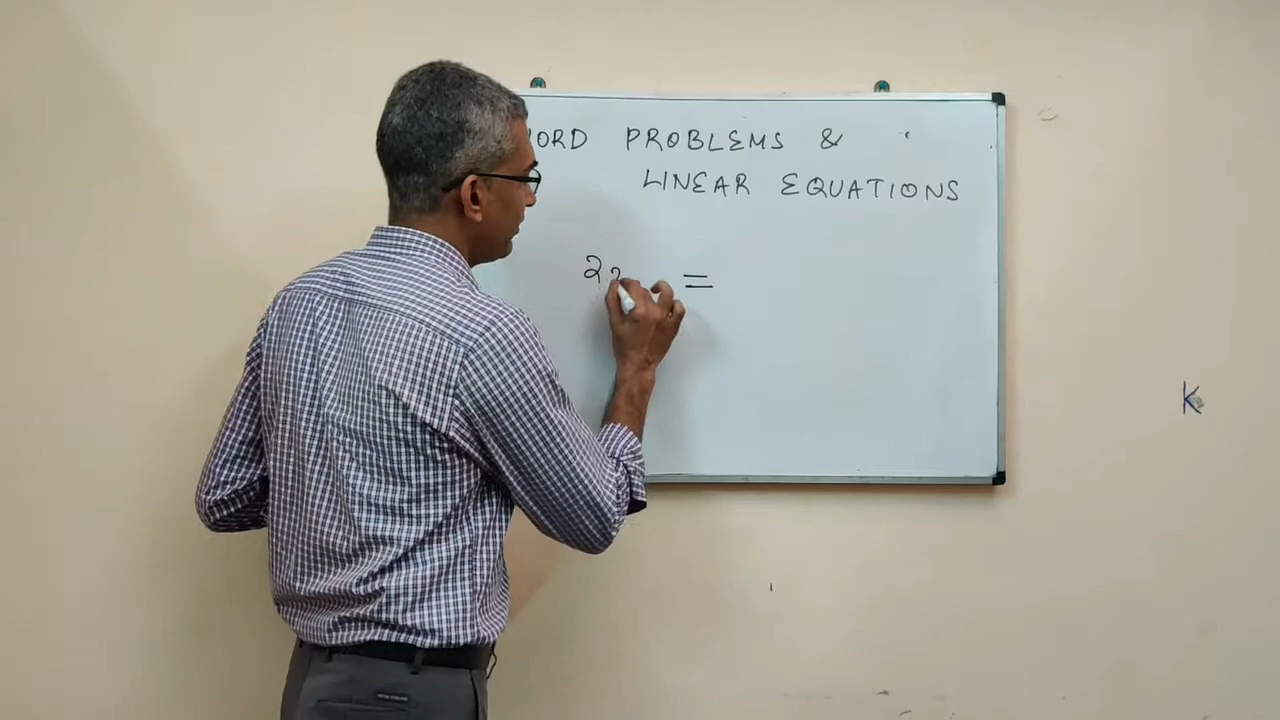 ORD PROBLEMS &
LINEAR EQUATIONS
2 =
K